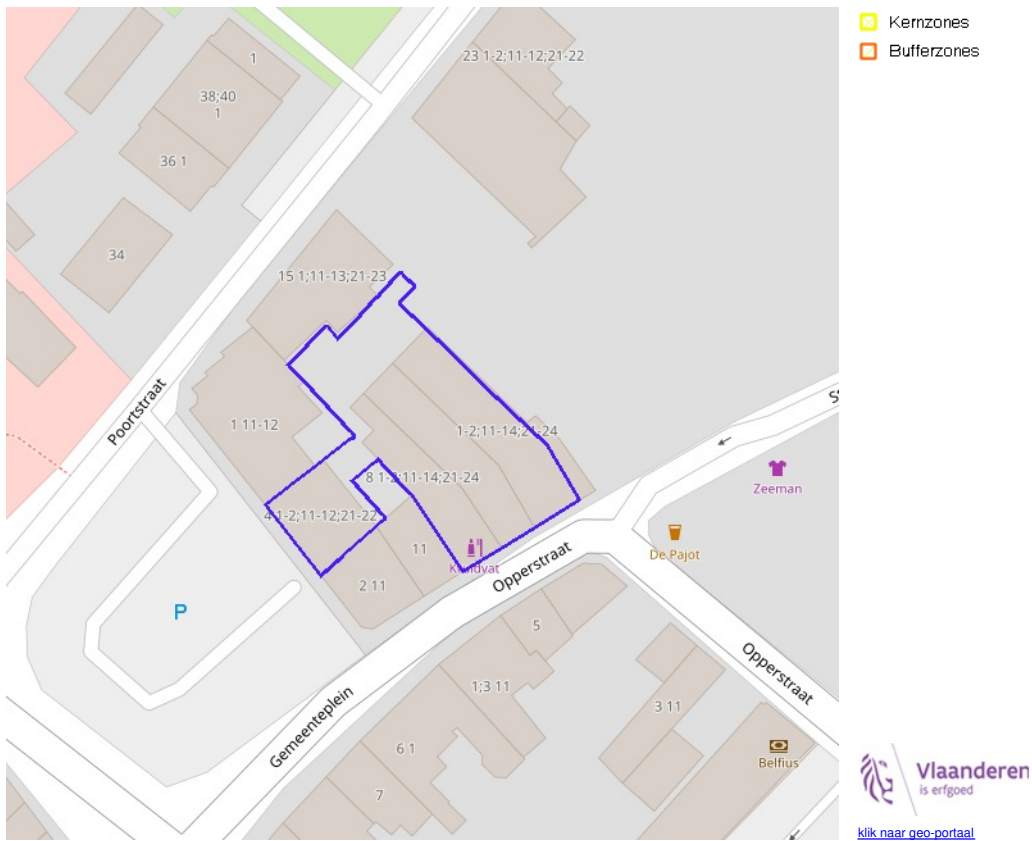 Kernzones
Bufferzones
23 1-2;11-12;21-22
1
38;40
1
36 1
34
15 1;11-13;21-23
Poortstraat
1 11-12
1-2;11-14;21-24
8 1-2;11-14;21-24
4 1-2;11-12;21-22
Zeeman
11
Kruidvat
De Pajot
Opperstraat
2 11
P
5
Opperstraat
1;3 11
3 11
Gemeenteplein
6 1
Belfius
7
Vlaanderen
is erfgoed
klik naar geo-portaal